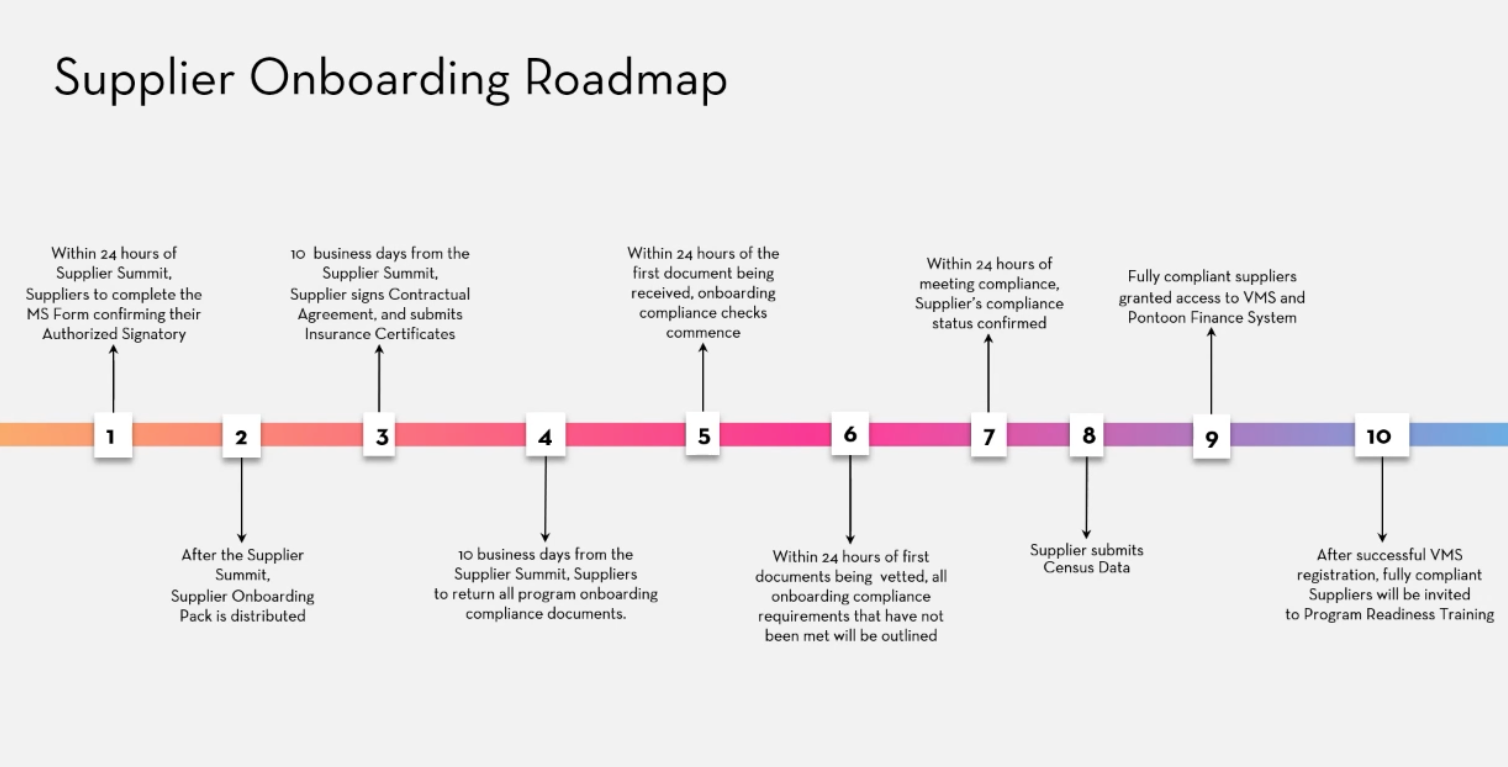 Supplier Onboarding Roadmap
Within 24 hours of
Supplier Summit,
Suppliers to complete the
MS Form confirming their
Authorized Signatory
1
After the Supplier
Summit,
Supplier Onboarding
Pack is distributed
2
10 business days from the
Supplier Summit,
Supplier signs Contractual
Agreement, and submits
Insurance Certificates
3
10 business days from the
Supplier Summit, Suppliers
to return all program onboarding
compliance documents.
4
Within 24 hours of the
first document being
received, onboarding
compliance checks
commence
5
Within 24 hours of first
documents being vetted, all
onboarding compliance
requirements that have not
been met will be outlined
6
Within 24 hours of
meeting compliance,
Supplier's compliance
status confirmed
7
Supplier submits
Census Data
8
Fully compliant suppliers
granted access to VMS and
Pontoon Finance System
9
After successful VMS
registration, fully compliant
Suppliers will be invited
to Program Readiness Training
10